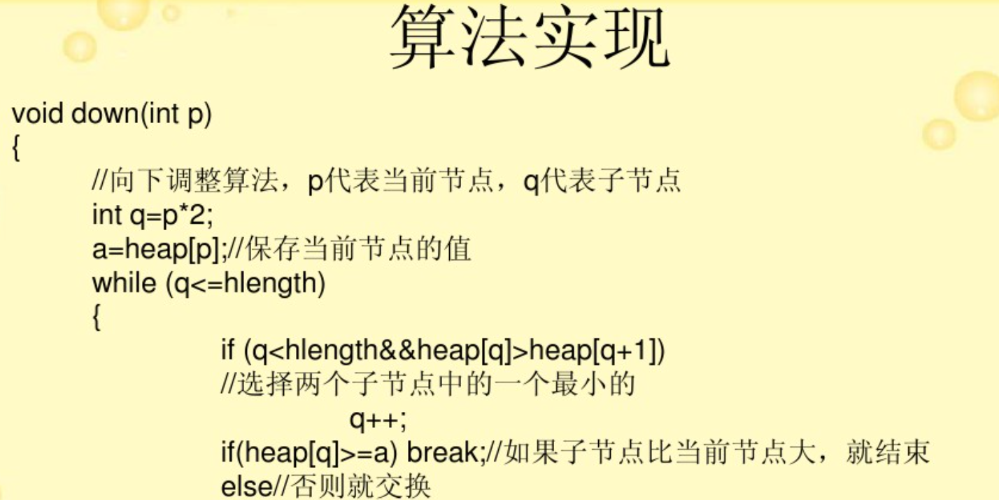 算法实现
void down(int p)
{
//向下调整算法，p代表当前节点，q代表子节点
int q=p*2;
a=heap[p];//保存当前节点的值
while (q<=hlength)
{
if (q<hlength&&heap[q]>heap[q+1])
//选择两个子节点中的一个最小的
q++;
if(heap[q]>=a) break;//如果子节点比当前节点大，就结束
else//否则就交换